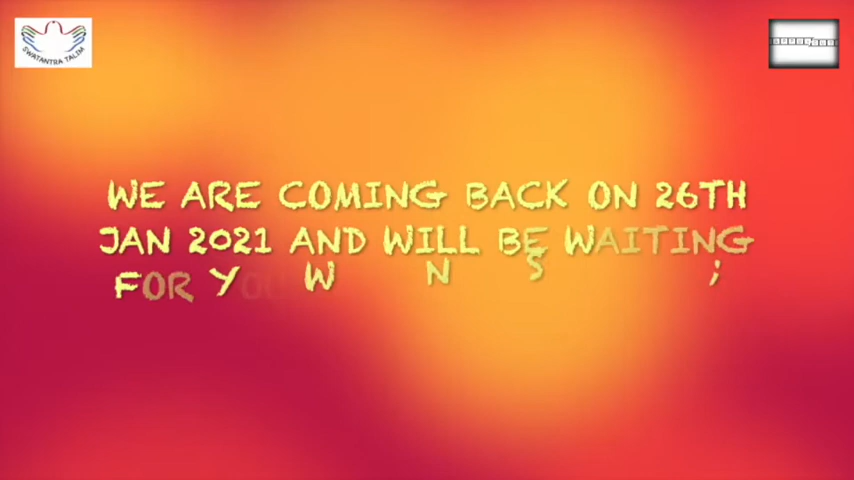 SWATANTRA TALIM
WE ARE COMING BACK ON 26TH
JAN 2021 AND WILL BE WAITING
FOR